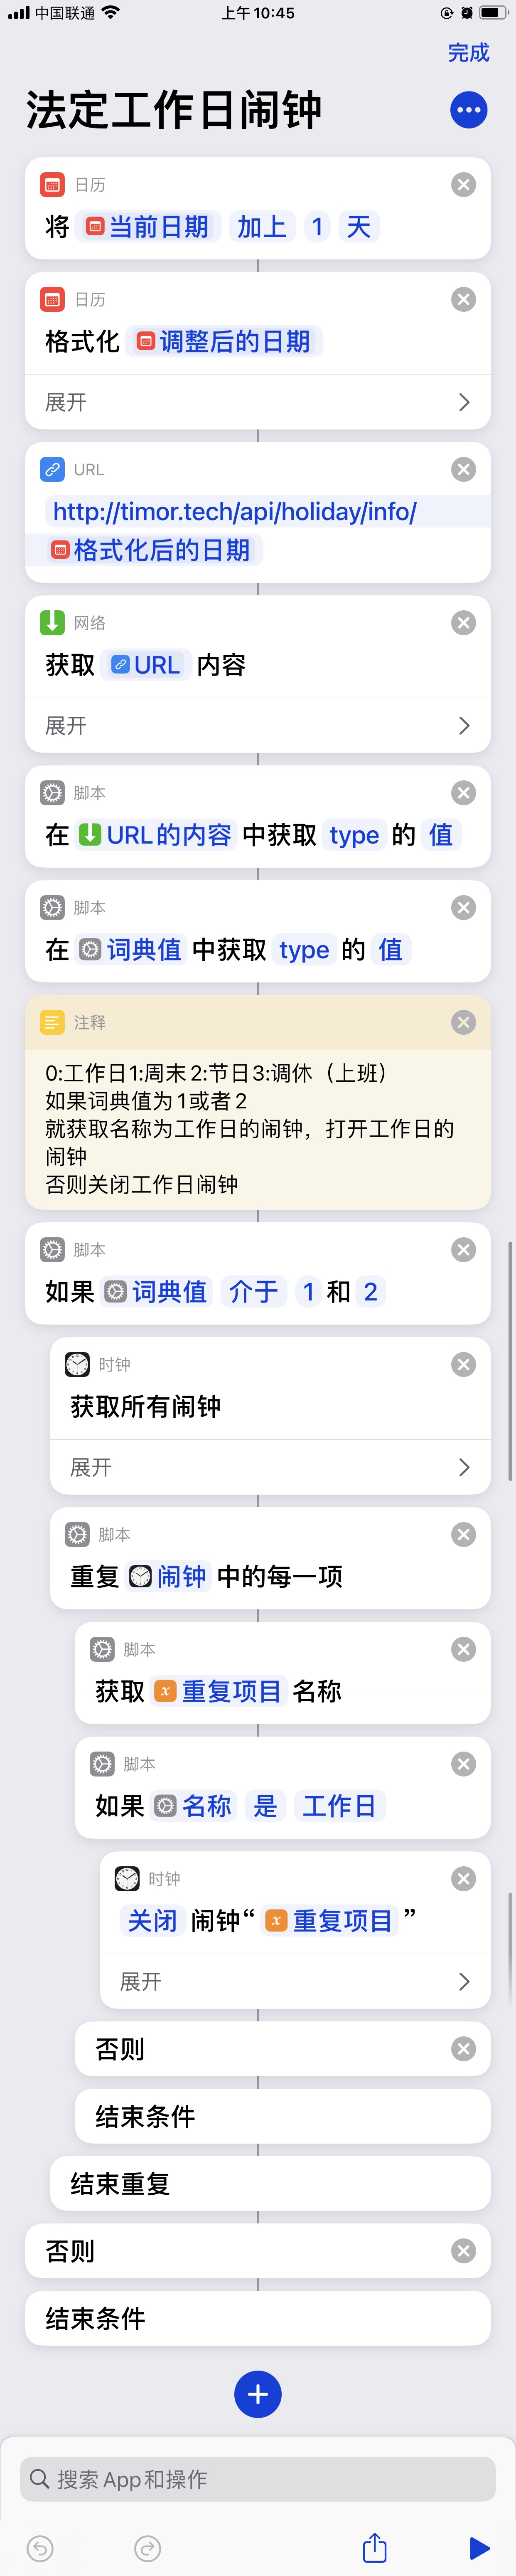 中国联通 上午10:45
完成
法定工作日闹钟
日历
将 当前日期 加上 1 天
日历
格式化 调整后的日期
展开
URL
http://timor.tech/api/holiday/info/
格式化后的日期
网络
获取 URL 内容
展开
脚本
在 URL的内容 中获取 type 的 值
脚本
在 词典值 中获取 type 的 值
注释
0:工作日1:周末 2:节日3:调休（上班）
如果词典值为1或者2
就获取名称为工作日的闹钟，打开工作日的
闹钟
否则关闭工作日闹钟
脚本
如果 词典值 介于 1 和 2
时钟
获取所有闹钟
展开
脚本
重复 闹钟 中的每一项
脚本
获取 重复项目 名称
脚本
如果 名称 是 工作日
时钟
关闭 闹钟“ 重复项目 ”
展开
否则
结束条件
结束重复
否则
结束条件
搜索App和操作